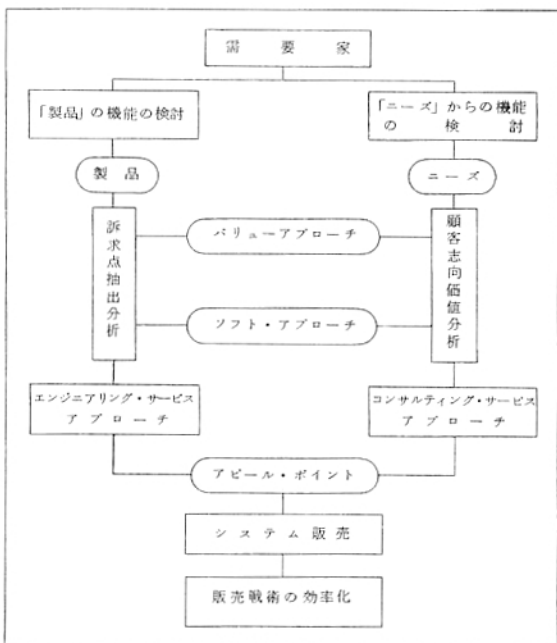 需要家
「製品」の機能の検討
「ニーズ」からの機能
の検討
製品
ニーズ
訴求点抽出分析
バリューアプローチ
顧客志向価値分析
ソフト・アプローチ
エンジニアリング・サービス
アプローチ
コンサルティング・サービス
アプローチ
アピール・ポイント
システム販売
販売戦術の効率化